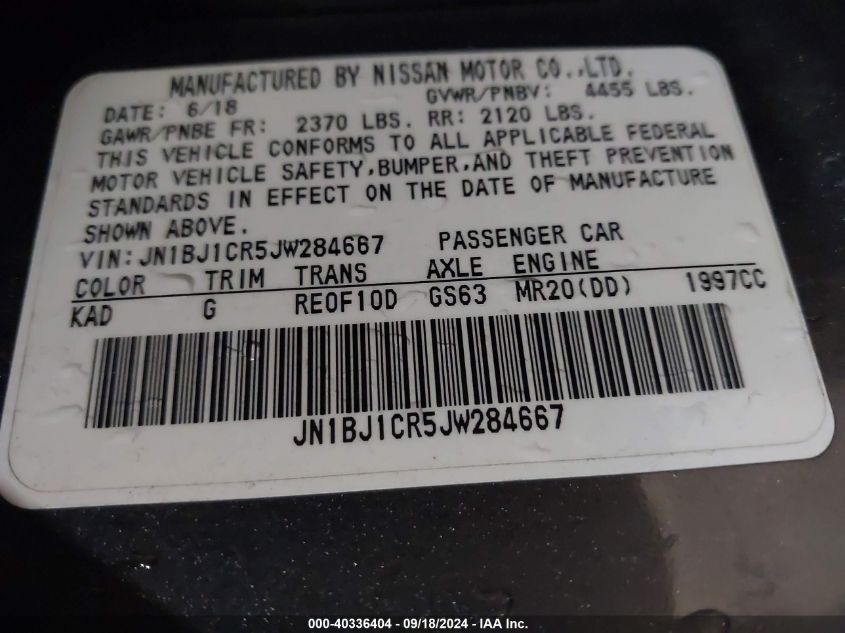 MANUFACTURED BY NISSAN MOTOR CO.,LTD.
DATE: 6/18 GVWR/PNBV: 4455 LBS.
GAWR/PNBE FR: 2370 LBS. RR: 2120 LBS.
THIS VEHICLE CONFORMS TO ALL APPLICABLE FEDERAL
MOTOR VEHICLE SAFETY,BUMPER,AND THEFT PREVENTION
STANDARDS IN EFFECT ON THE DATE OF MANUFACTURE
SHOWN ABOVE.
VIN:JN1BJ1CR5JW284667 PASSENGER CAR
COLOR TRIM TRANS AXLE ENGINE
KAD G RE0F10D GS63 MR20(DD) 1997CC
JN1BJ1CR5JW284667
000-40336404 - 09/18/2024 - IAA Inc.